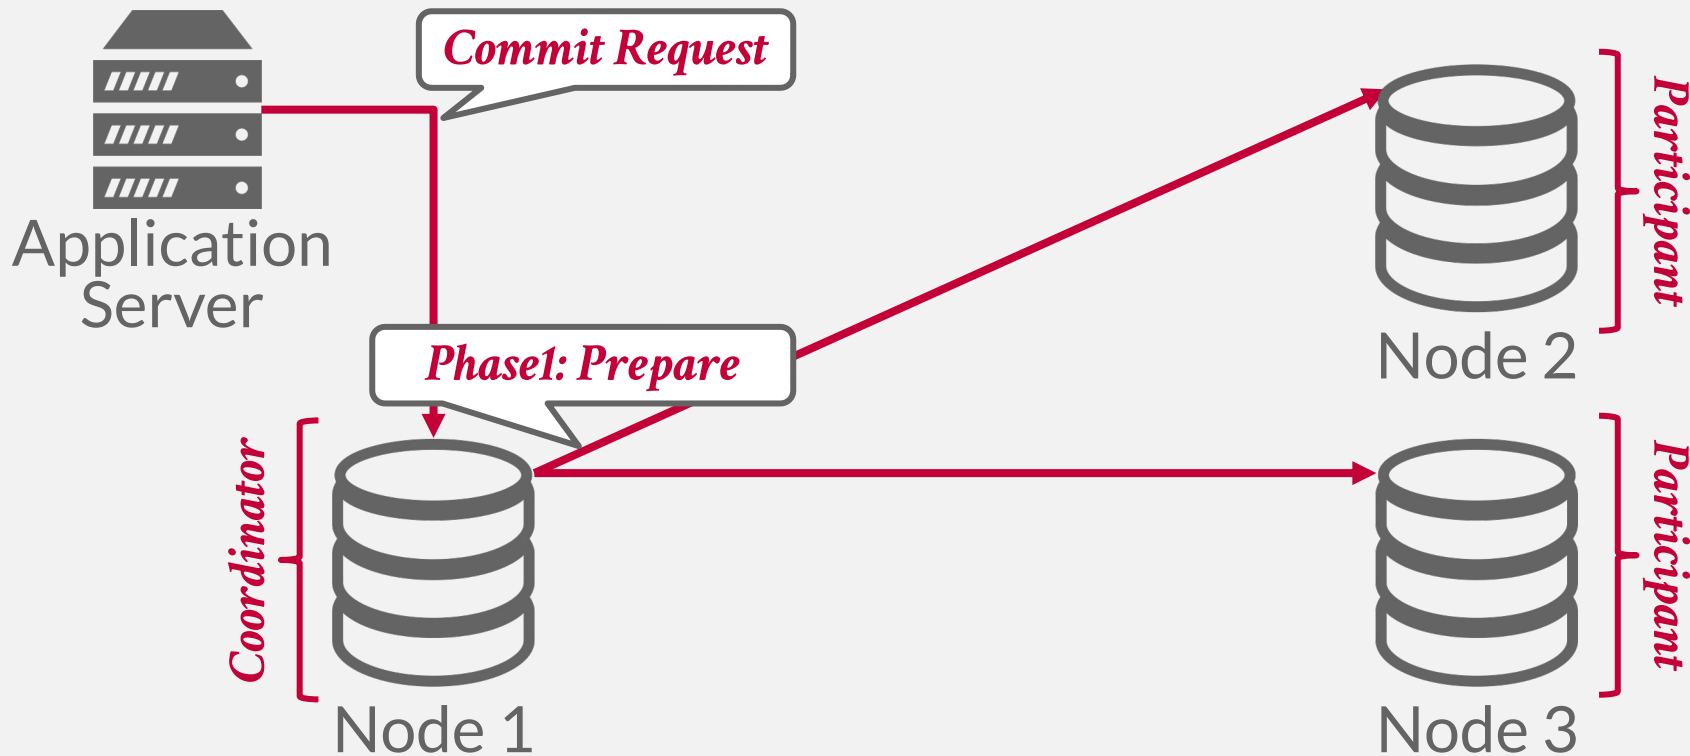 Commit Request
Application
Server
Participant
Node 2
Phase1: Prepare
Coordinator
Node 1
Participant
Node 3